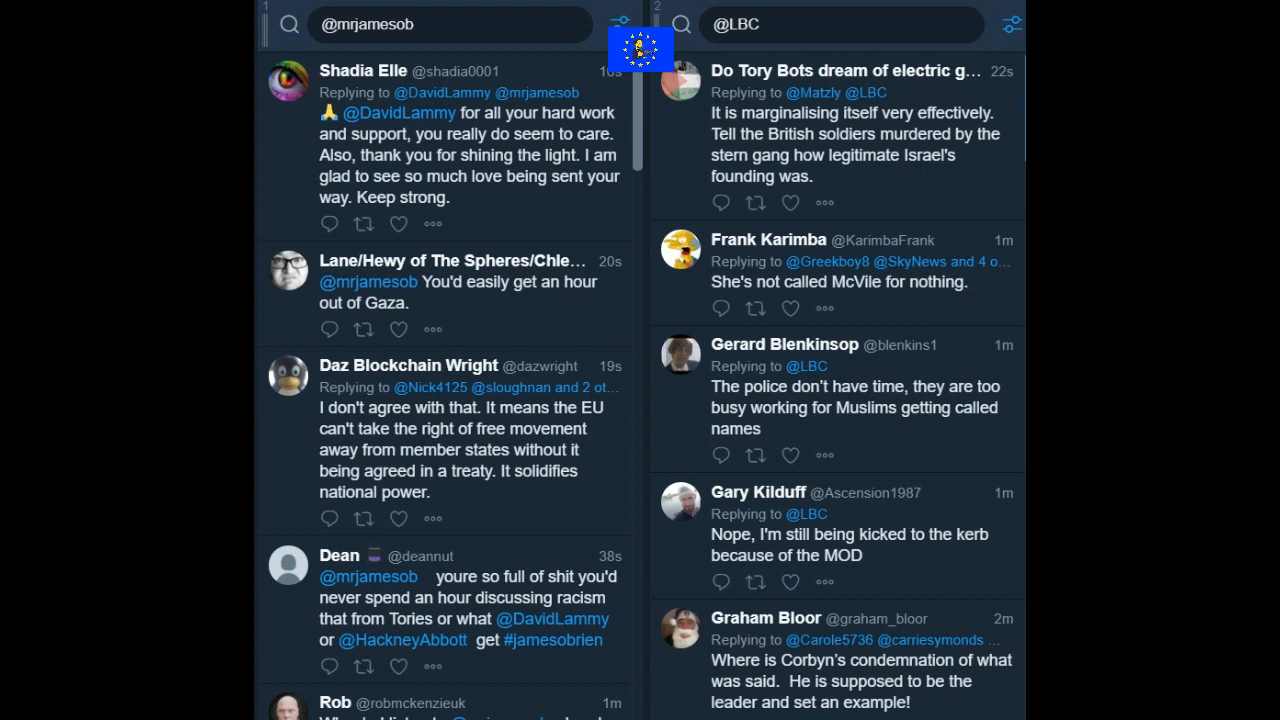 1
@mrjamesob
Shadia Elle @shadia0001
Replying to @DavidLammy @mrjamesob
🙏 @DavidLammy for all your hard work
and support, you really do seem to care.
Also, thank you for shining the light. I am
glad to see so much love being sent your
way. Keep strong.
Lane/Hewy of The Spheres/Chle... 20s
@mrjamesob You'd easily get an hour
out of Gaza.
Daz Blockchain Wright @dazwright 19s
Replying to @Nick4125 @sloughnan and 2 ot...
I don't agree with that. It means the EU
can't take the right of free movement
away from member states without it
being agreed in a treaty. It solidifies
national power.
Dean @deannut 38s
@mrjamesob youre so full of shit you'd
never spend an hour discussing racism
that from Tories or what @DavidLammy
or @HackneyAbbott get #jamesobrien
Rob @robmckenzieuk 1m
2
@LBC
Do Tory Bots dream of electric g... 22s
Replying to @Matzly @LBC
It is marginalising itself very effectively.
Tell the British soldiers murdered by the
stern gang how legitimate Israel's
founding was.
Frank Karimba @KarimbaFrank 1m
Replying to @Greekboy8 @SkyNews and 4 o...
She's not called McVile for nothing.
Gerard Blenkinsop @blenkins1 1m
Replying to @LBC
The police don't have time, they are too
busy working for Muslims getting called
names
Gary Kilduff @Ascension1987 1m
Replying to @LBC
Nope, I'm still being kicked to the kerb
because of the MOD
Graham Bloor @graham_bloor 2m
Replying to @Carole5736 @carriesymonds ...
Where is Corbyn's condemnation of what
was said. He is supposed to be the
leader and set an example!